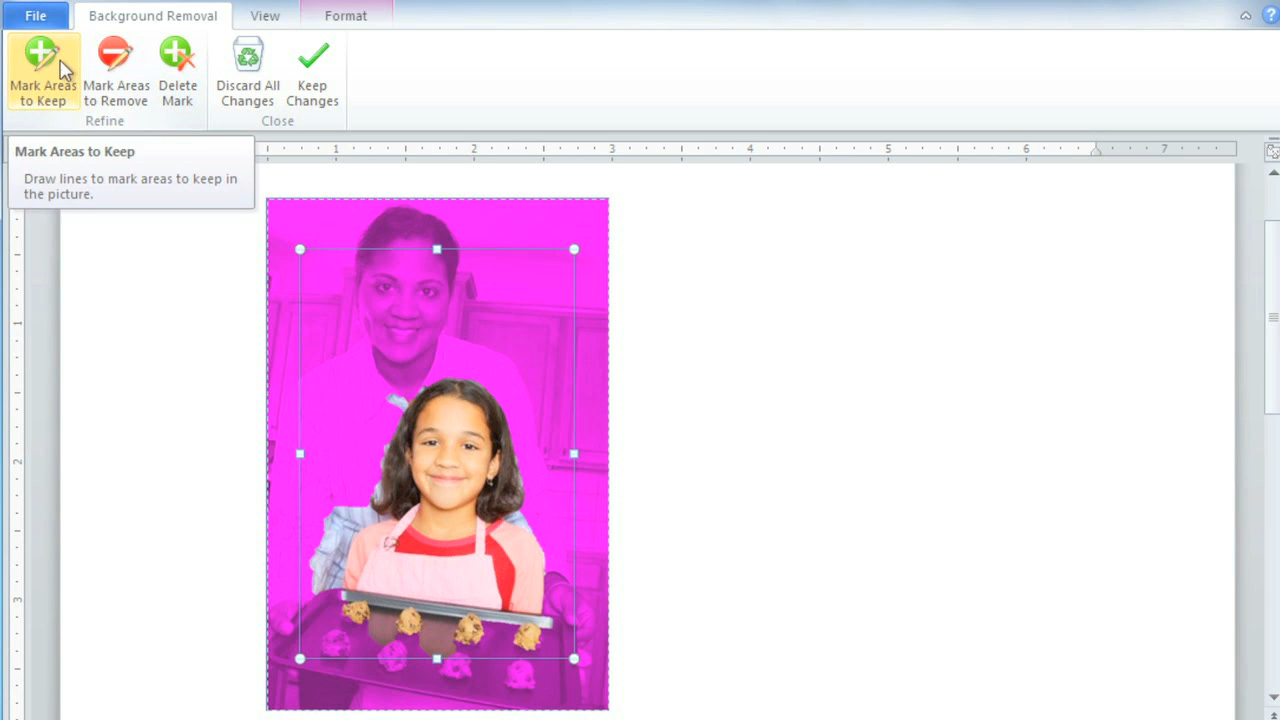 File Background Removal View Format
Mark Areas to Keep
Mark Areas to Remove
Delete Mark
Discard All Changes
Keep Changes
Refine Close
Mark Areas to Keep
Draw lines to mark areas to keep in
the picture.
1 2 3 4 5 6 7
1
2
3